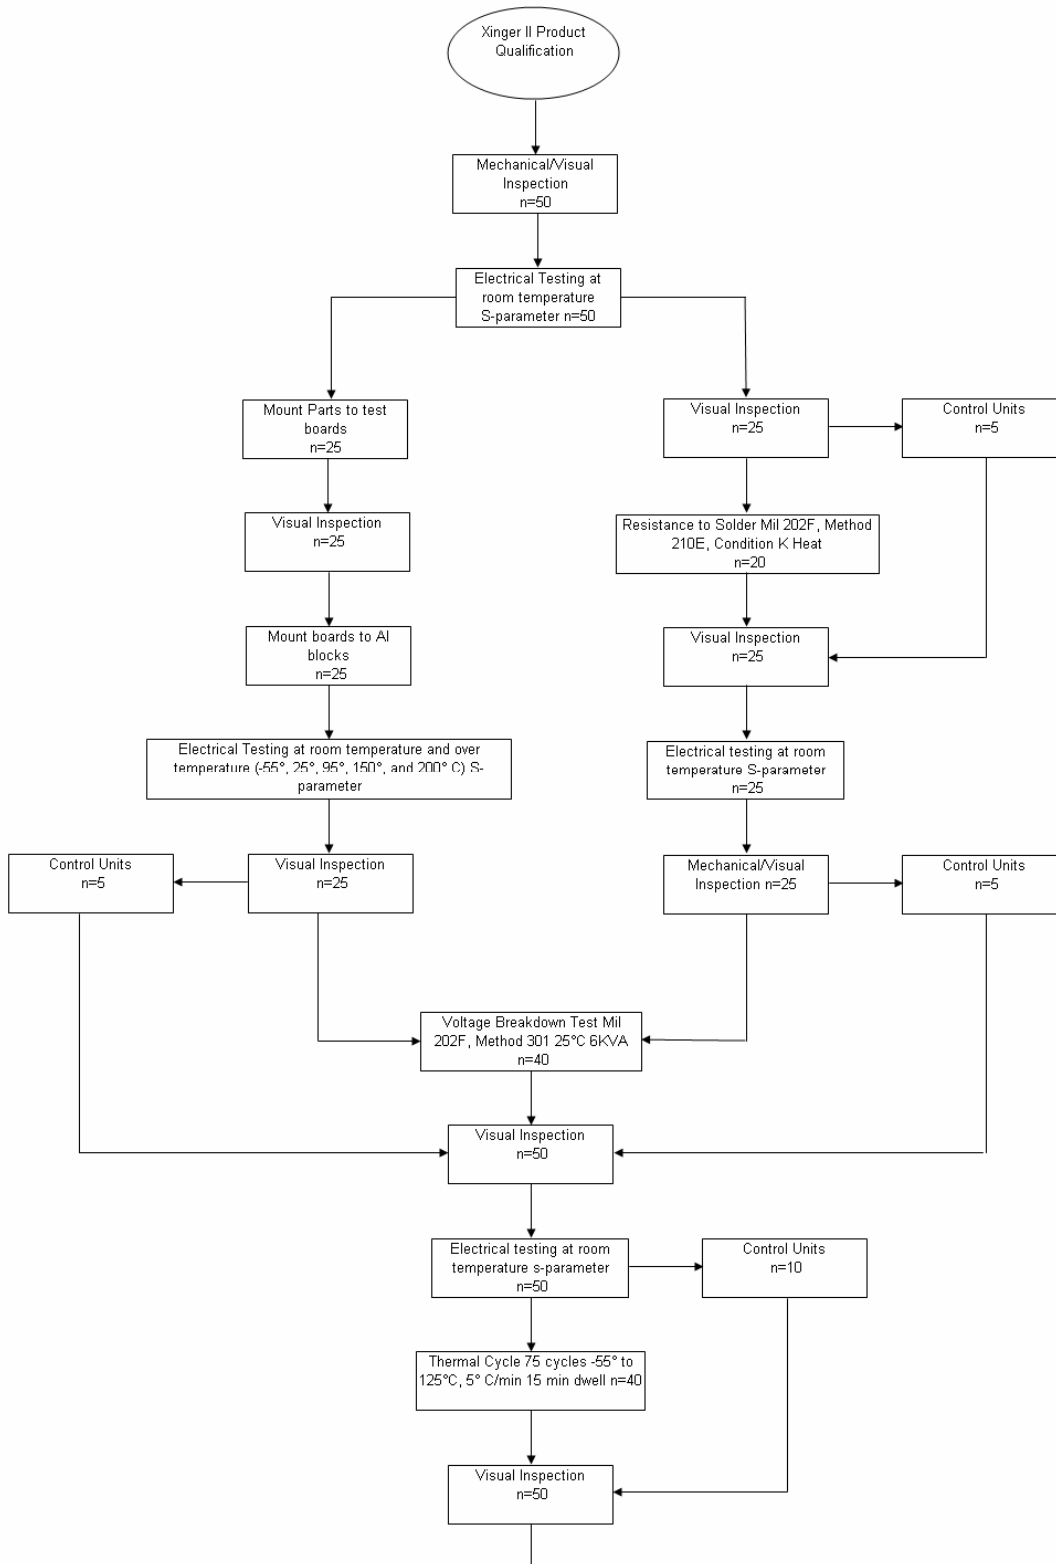 Xinger II Product
Qualification
Mechanical/Visual
Inspection
n=50
Electrical Testing at
room temperature
S-parameter n=50
Mount Parts to test
boards
n=25
Visual Inspection
n=25
Control Units
n=5
Visual Inspection
n=25
Resistance to Solder Mil 202F, Method
210E, Condition K Heat
n=20
Mount boards to Al
blocks
n=25
Visual Inspection
n=25
Electrical Testing at room temperature and over
temperature (-55°, 25°, 95°, 150°, and 200° C) S-
parameter
Electrical testing at room
temperature S-parameter
n=25
Control Units
n=5
Visual Inspection
n=25
Mechanical/Visual
Inspection n=25
Control Units
n=5
Voltage Breakdown Test Mil
202F, Method 301 25°C 6KVA
n=40
Visual Inspection
n=50
Electrical testing at room
temperature s-parameter
n=50
Control Units
n=10
Thermal Cycle 75 cycles -55° to
125°C, 5° C/min 15 min dwell n=40
Visual Inspection
n=50